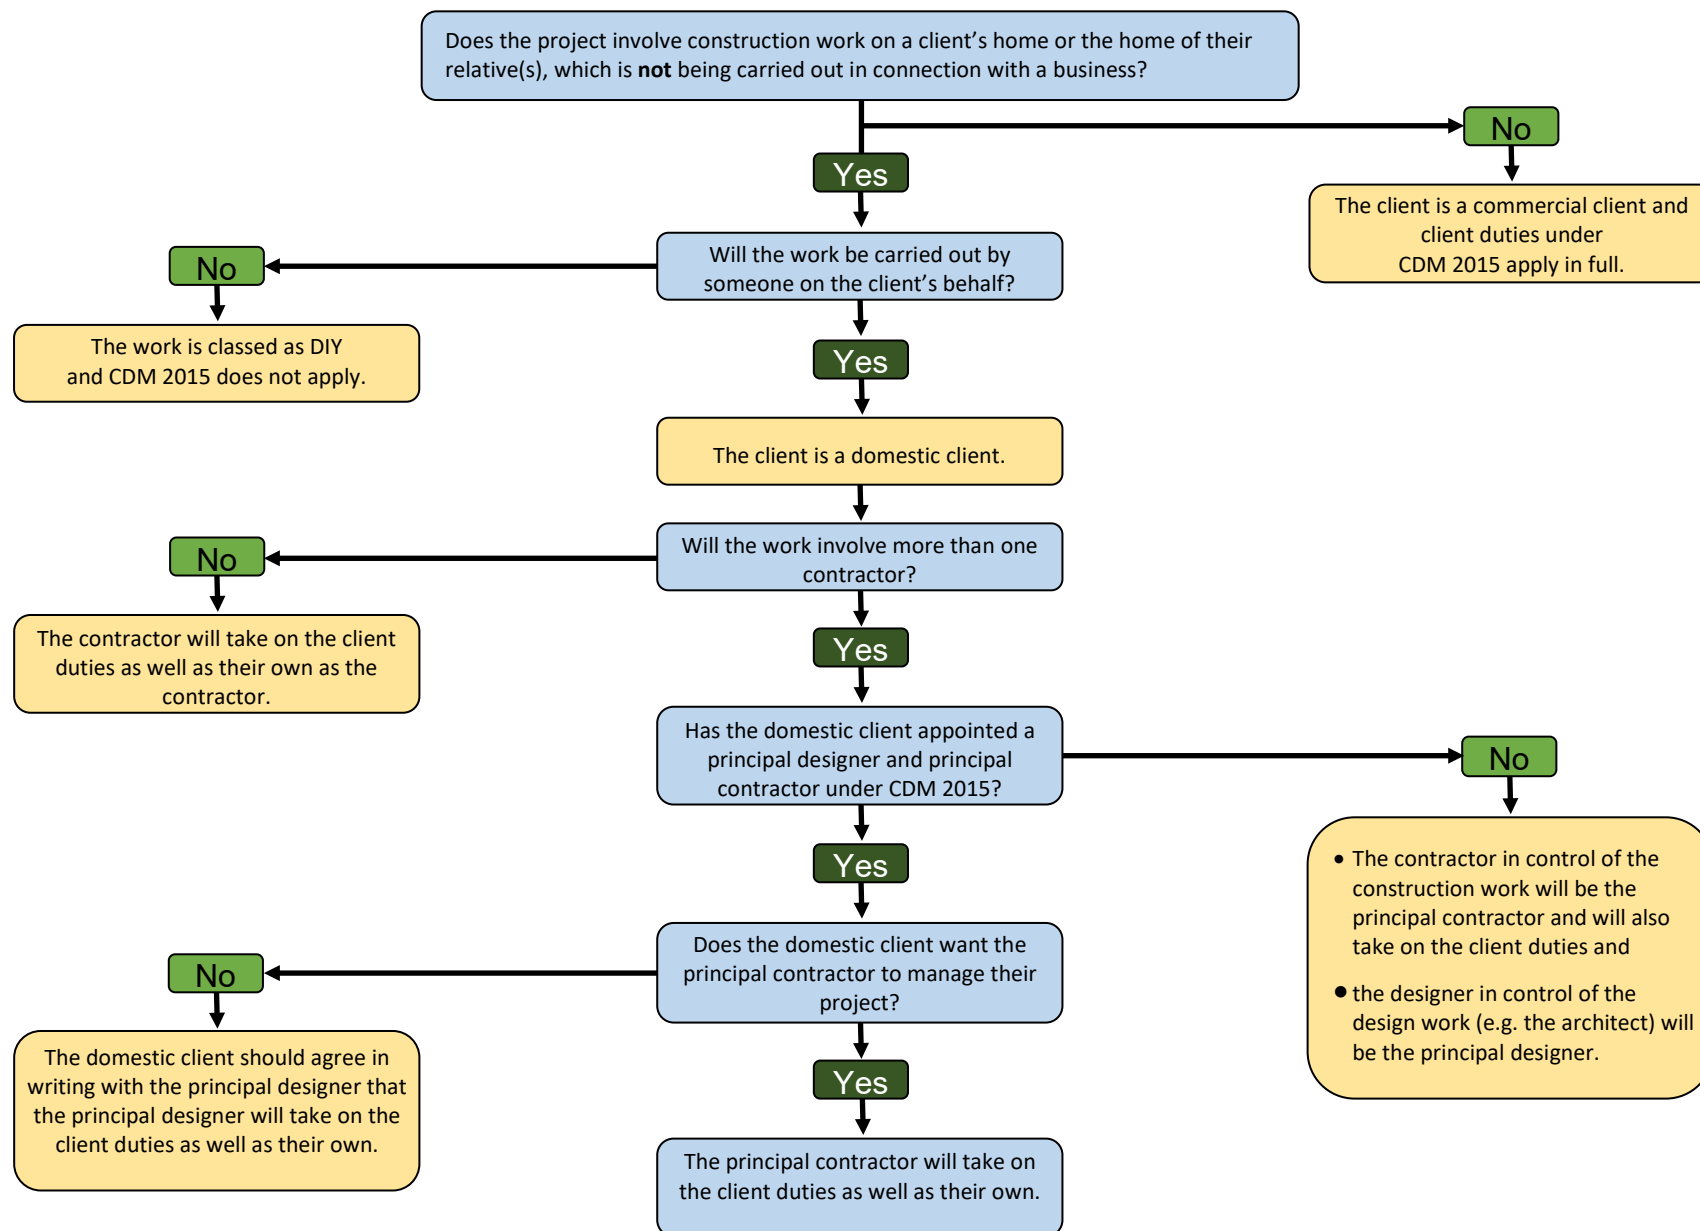 Does the project involve construction work on a client’s home or the home of their
relative(s), which is not being carried out in connection with a business?
No
Yes
The client is a commercial client and
client duties under
CDM 2015 apply in full.
Will the work be carried out by
someone on the client’s behalf?
No
The work is classed as DIY
and CDM 2015 does not apply.
Yes
The client is a domestic client.
Will the work involve more than one
contractor?
No
The contractor will take on the client
duties as well as their own as the
contractor.
Yes
Has the domestic client appointed a
principal designer and principal
contractor under CDM 2015?
No
• The contractor in control of the
construction work will be the
principal contractor and will also
take on the client duties and
• the designer in control of the
design work (e.g. the architect) will
be the principal designer.
Yes
Does the domestic client want the
principal contractor to manage their
project?
No
The domestic client should agree in
writing with the principal designer that
the principal designer will take on the
client duties as well as their own.
Yes
The principal contractor will take on
the client duties as well as their own.